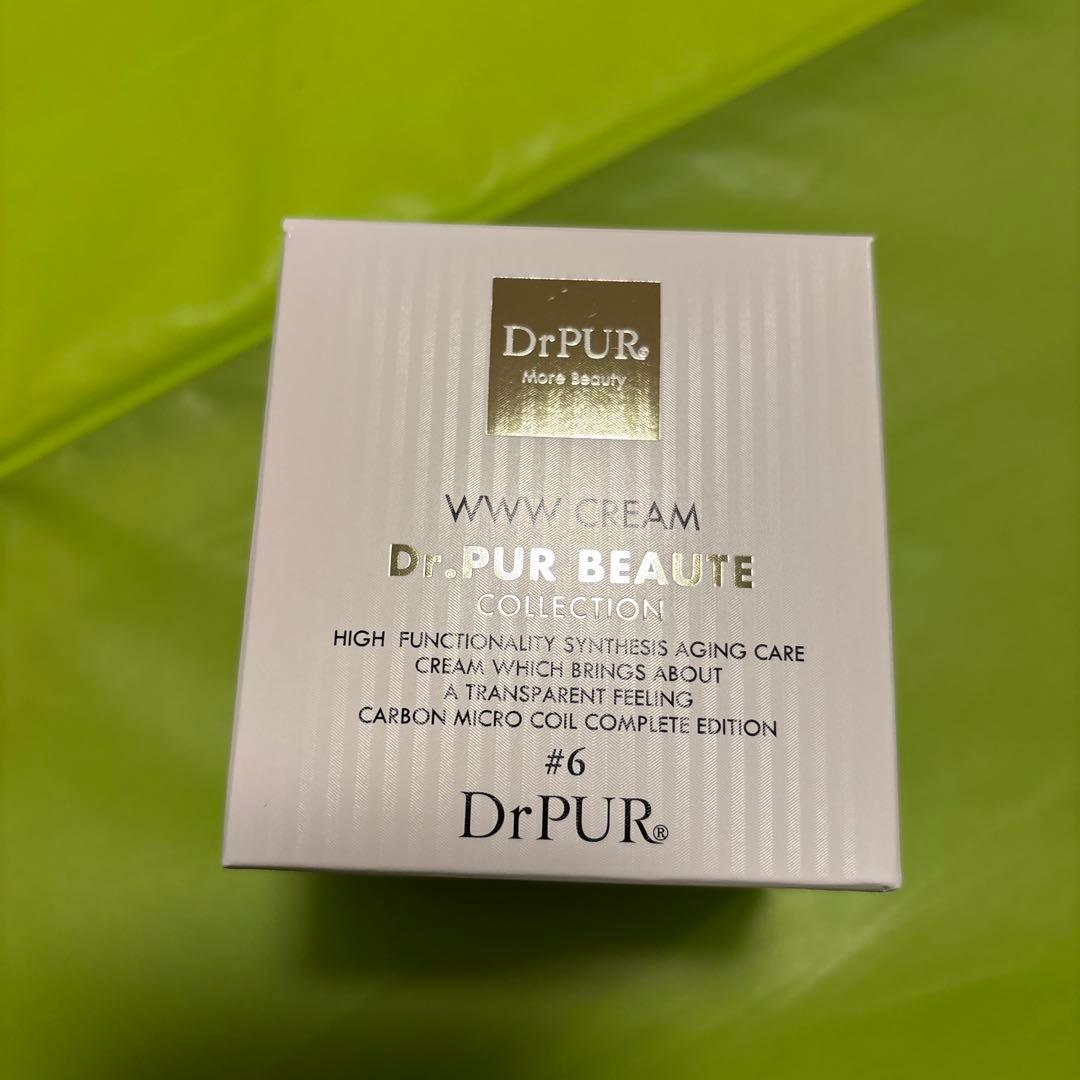 DrPUR®
More Beauty
WWW CREAM
Dr.PUR BEAUTE
COLLECTION
HIGH FUNCTIONALITY SYNTHESIS AGING CARE
CREAM WHICH BRINGS ABOUT
A TRANSPARENT FEELING
CARBON MICRO COIL COMPLETE EDITION
#6
DrPUR®